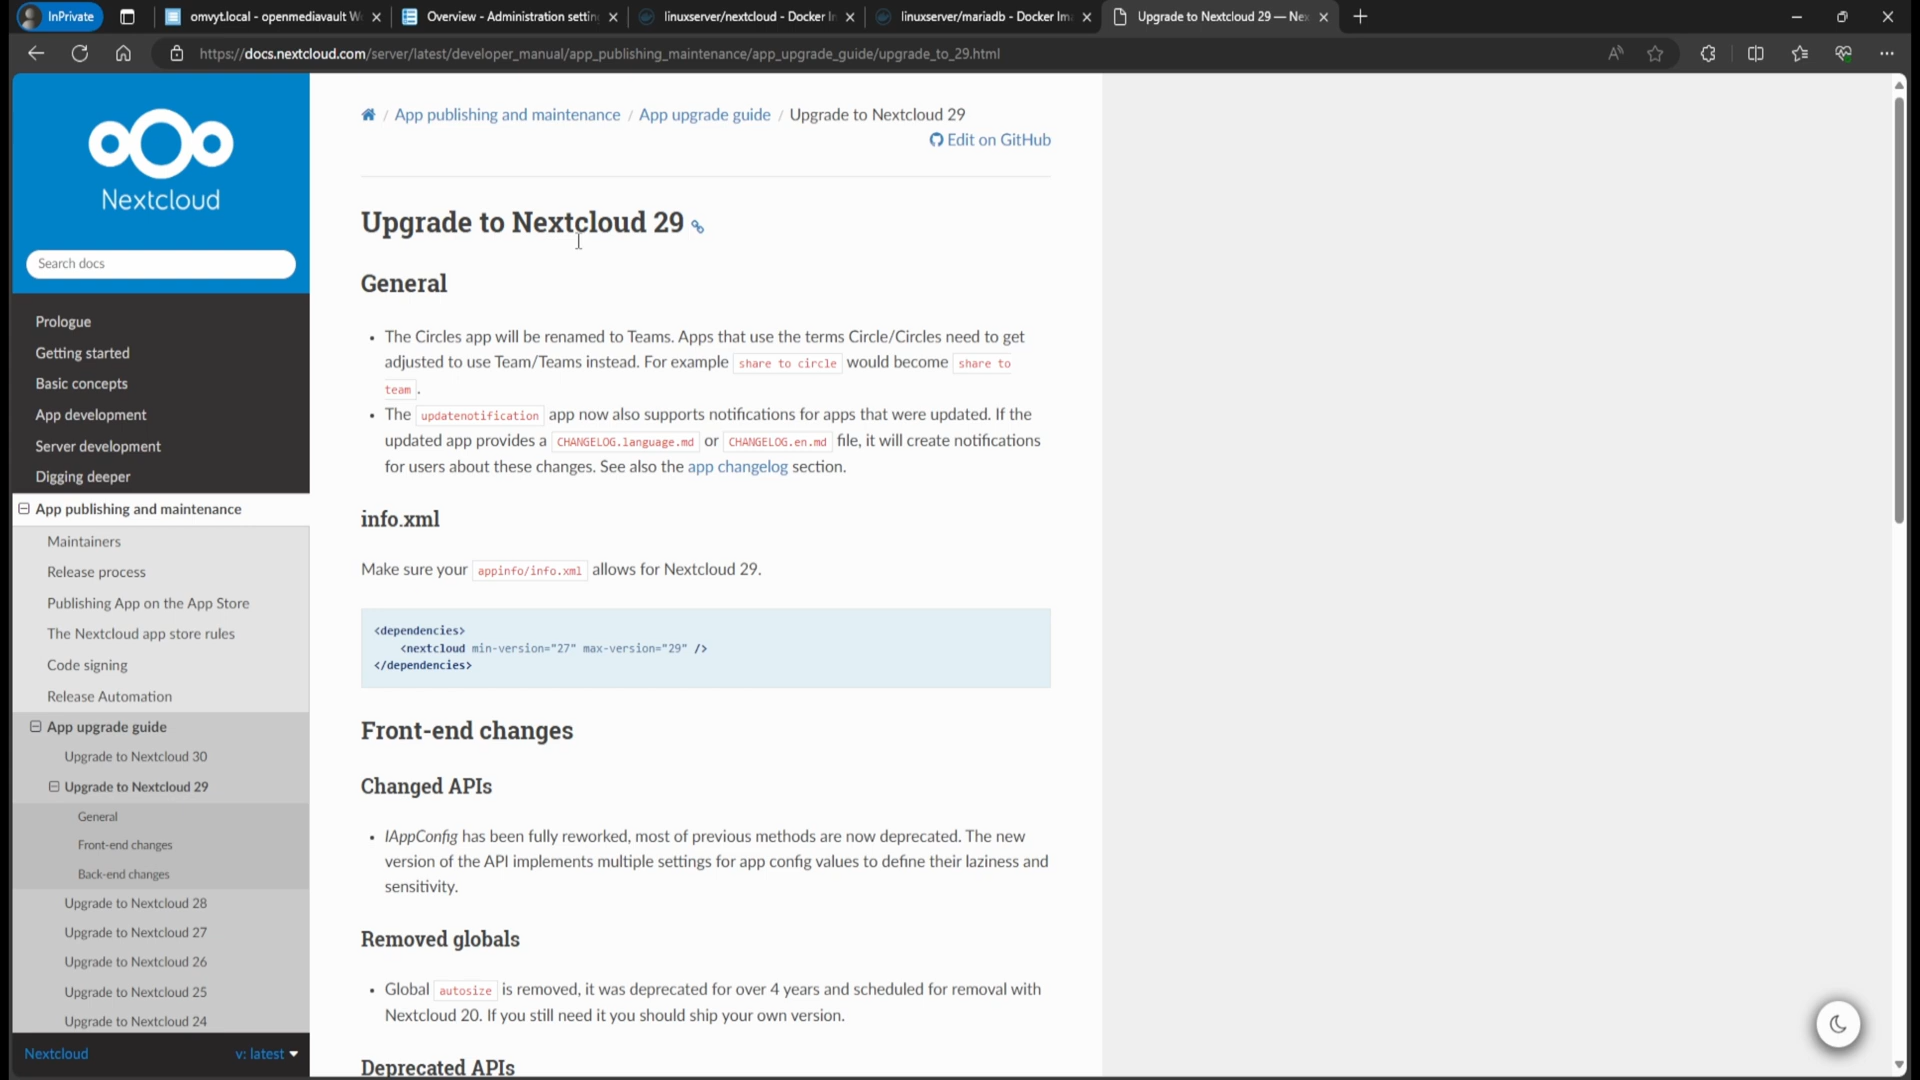 InPrivate
omvyt.local - openmediavault W
Overview - Administration settin
linuxserver/nextcloud - Docker I
linuxserver/mariadb - Docker Im
Upgrade to Nextcloud 29 — Nex
https://docs.nextcloud.com/server/latest/developer_manual/app_publishing_maintenance/app_upgrade_guide/upgrade_to_29.html
Nextcloud
Search docs
Prologue
Getting started
Basic concepts
App development
Server development
Digging deeper
App publishing and maintenance
Maintainers
Release process
Publishing App on the App Store
The Nextcloud app store rules
Code signing
Release Automation
App upgrade guide
Upgrade to Nextcloud 30
Upgrade to Nextcloud 29
General
Front-end changes
Back-end changes
Upgrade to Nextcloud 28
Upgrade to Nextcloud 27
Upgrade to Nextcloud 26
Upgrade to Nextcloud 25
Upgrade to Nextcloud 24
Nextcloud v: latest
/ App publishing and maintenance / App upgrade guide / Upgrade to Nextcloud 29
Edit on GitHub
Upgrade to Nextcloud 29
General
• The Circles app will be renamed to Teams. Apps that use the terms Circle/Circles need to get
adjusted to use Team/Teams instead. For example share to circle would become share to
team .
• The updatenotification app now also supports notifications for apps that were updated. If the
updated app provides a CHANGELOG.language.md or CHANGELOG.en.md file, it will create notifications
for users about these changes. See also the app changelog section.
info.xml
Make sure your appinfo/info.xml allows for Nextcloud 29.
<dependencies>
<nextcloud min-version="27" max-version="29" />
</dependencies>
Front-end changes
Changed APIs
• IAppConfig has been fully reworked, most of previous methods are now deprecated. The new
version of the API implements multiple settings for app config values to define their laziness and
sensitivity.
Removed globals
• Global autosize is removed, it was deprecated for over 4 years and scheduled for removal with
Nextcloud 20. If you still need it you should ship your own version.
Deprecated APIs